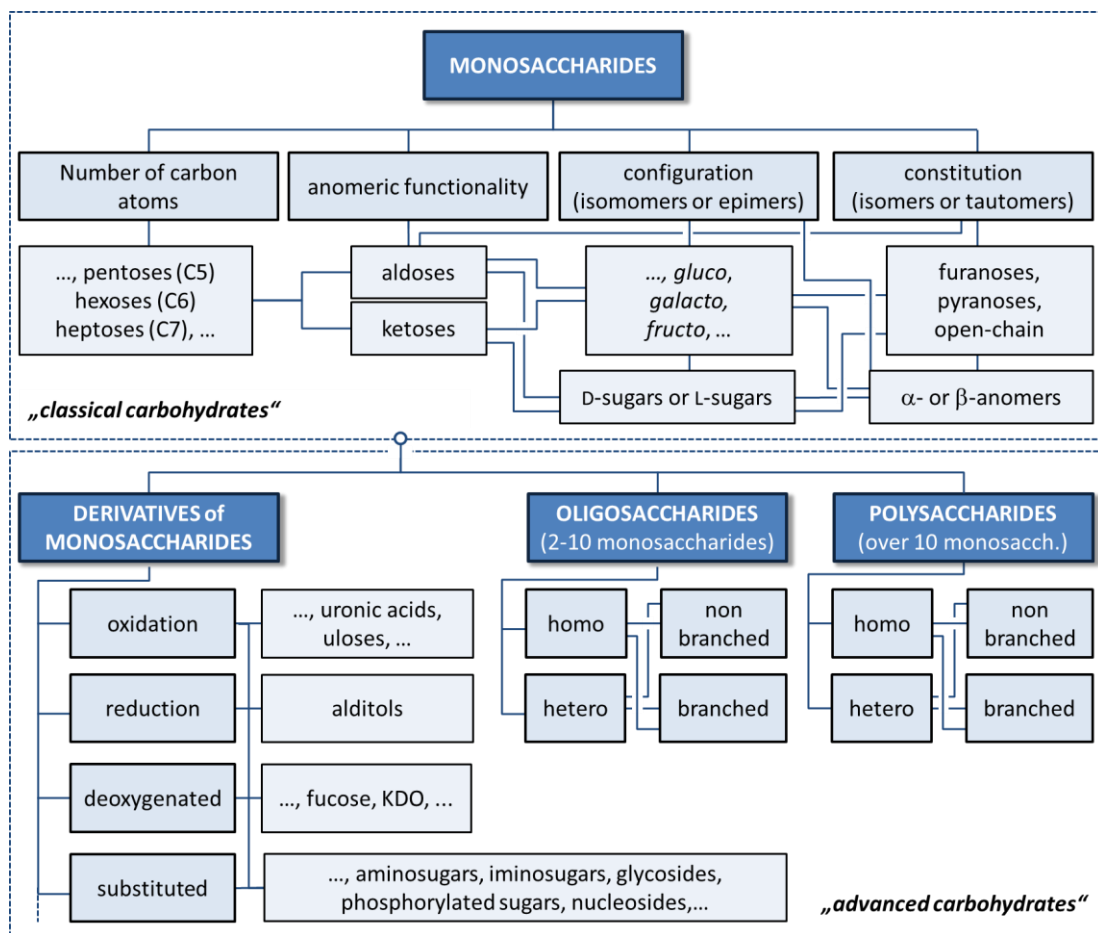 MONOSACCHARIDES
Number of carbon
atoms
anomeric functionality
configuration
(isomomers or epimers)
constitution
(isomers or tautomers)
..., pentoses (C5)
hexoses (C6)
heptoses (C7), ...
aldoses
ketoses
..., gluco,
galacto,
fructo, ...
furanoses,
pyranoses,
open-chain
D-sugars or L-sugars
α- or β-anomers
„classical carbohydrates“
DERIVATIVES of
MONOSACCHARIDES
OLIGOSACCHARIDES
(2-10 monosaccharides)
POLYSACCHARIDES
(over 10 monosacch.)
oxidation
..., uronic acids,
uloses, ...
reduction
alditols
deoxygenated
..., fucose, KDO, ...
substituted
..., aminosugars, iminosugars, glycosides,
phosphorylated sugars, nucleosides,...
homo
non
branched
hetero
branched
homo
non
branched
hetero
branched
„advanced carbohydrates“